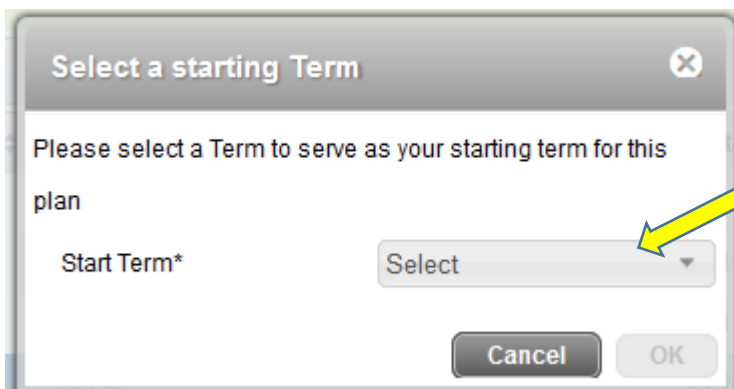 Select a starting Term
Please select a Term to serve as your starting term for this
plan
Start Term* Select
Cancel OK